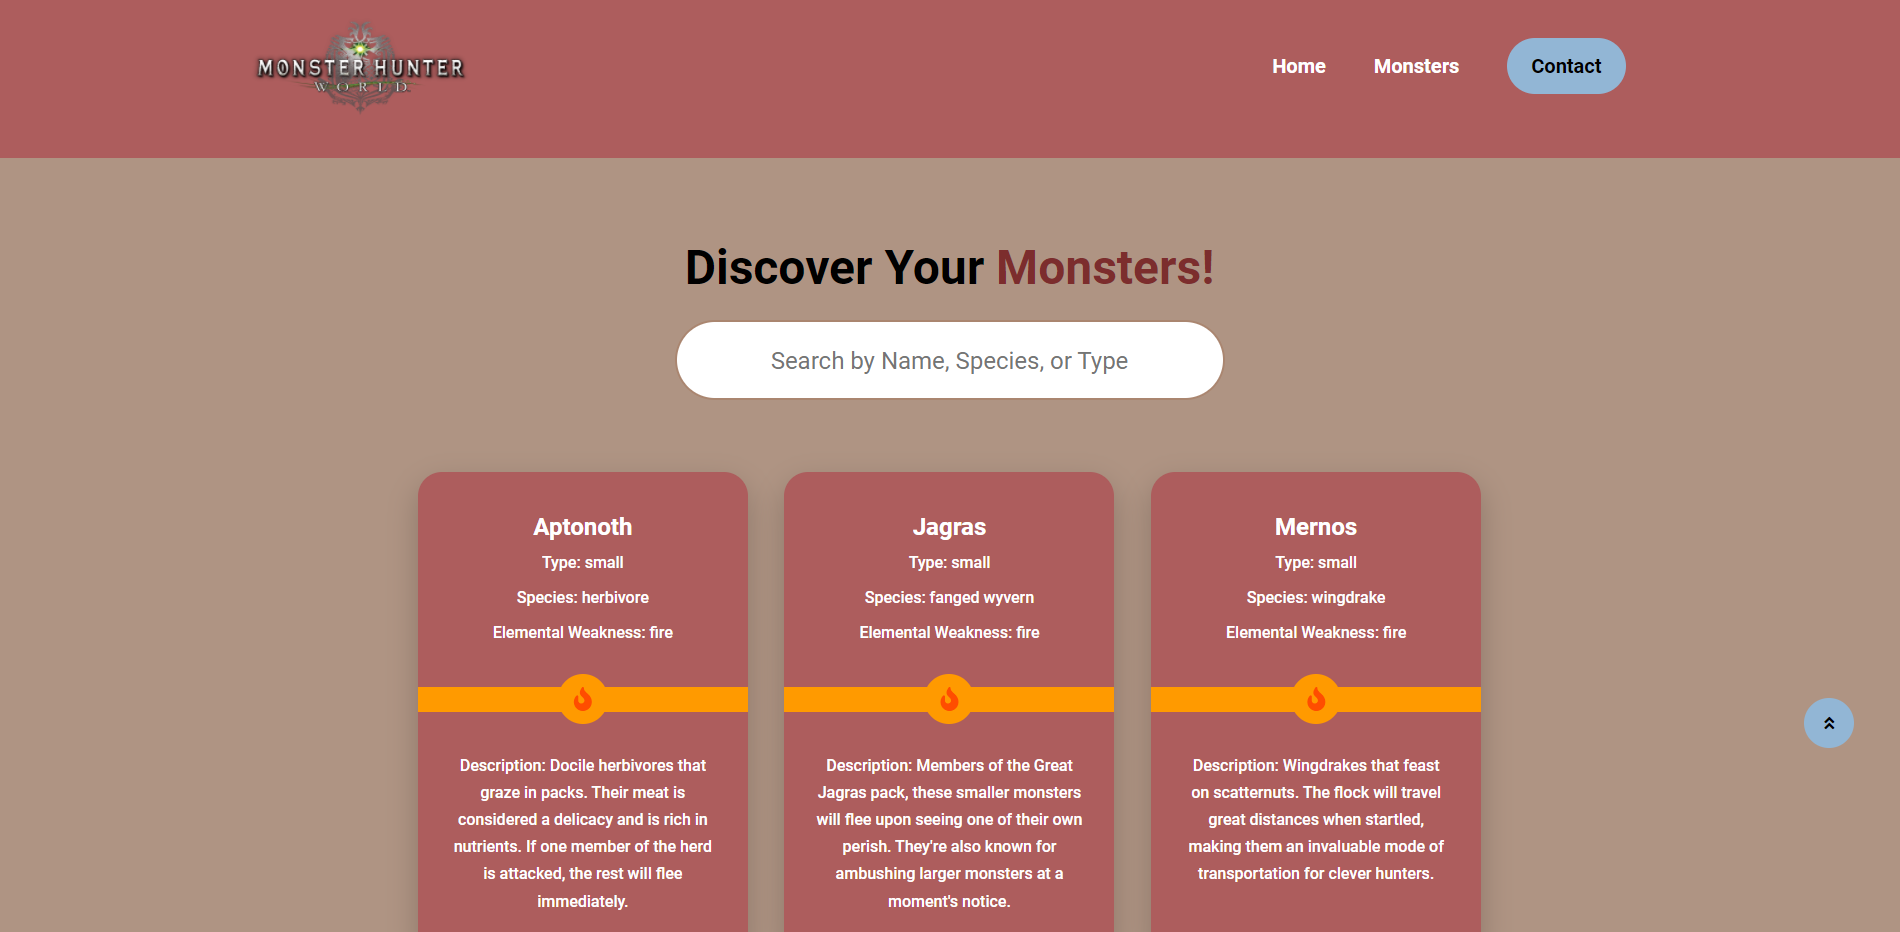 MONSTER HUNTER
WORLD
Home
Monsters
Contact
Discover Your Monsters!
Search by Name, Species, or Type
Aptonoth
Type: small
Species: herbivore
Elemental Weakness: fire
Description: Docile herbivores that
graze in packs. Their meat is
considered a delicacy and is rich in
nutrients. If one member of the herd
is attacked, the rest will flee
immediately.
Jagras
Type: small
Species: fanged wyvern
Elemental Weakness: fire
Description: Members of the Great
Jagras pack, these smaller monsters
will flee upon seeing one of their own
perish. They're also known for
ambushing larger monsters at a
moment's notice.
Mernos
Type: small
Species: wingdrake
Elemental Weakness: fire
Description: Wingdrakes that feast
on scatternuts. The flock will travel
great distances when startled,
making them an invaluable mode of
transportation for clever hunters.